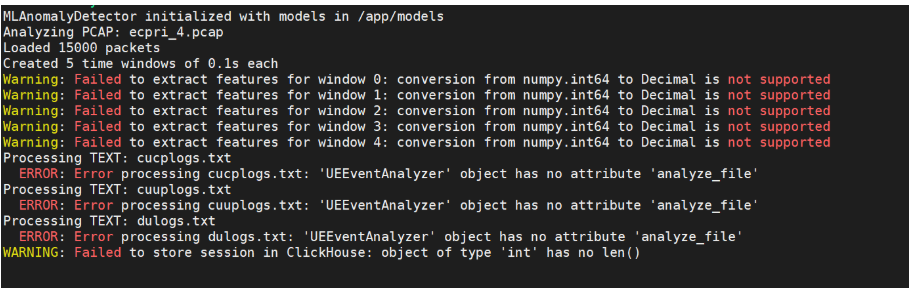 MLAnomalyDetector initialized with models in /app/models
Analyzing PCAP: ecpri_4.pcap
Loaded 15000 packets
Created 5 time windows of 0.1s each
Warning: Failed to extract features for window 0: conversion from numpy.int64 to Decimal is not supported
Warning: Failed to extract features for window 1: conversion from numpy.int64 to Decimal is not supported
Warning: Failed to extract features for window 2: conversion from numpy.int64 to Decimal is not supported
Warning: Failed to extract features for window 3: conversion from numpy.int64 to Decimal is not supported
Warning: Failed to extract features for window 4: conversion from numpy.int64 to Decimal is not supported
Processing TEXT: cucplogs.txt
  ERROR: Error processing cucplogs.txt: 'UEEventAnalyzer' object has no attribute 'analyze_file'
Processing TEXT: cuuplogs.txt
  ERROR: Error processing cuuplogs.txt: 'UEEventAnalyzer' object has no attribute 'analyze_file'
Processing TEXT: dulogs.txt
  ERROR: Error processing dulogs.txt: 'UEEventAnalyzer' object has no attribute 'analyze_file'
WARNING: Failed to store session in ClickHouse: object of type 'int' has no len()